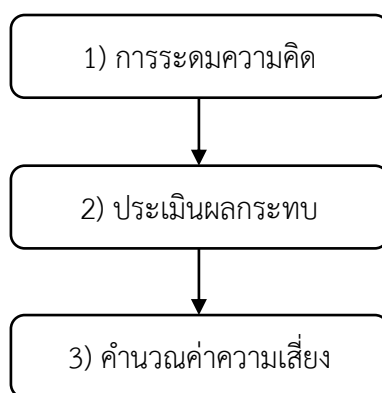 1) การระดมความคิด
2) ประเมินผลกระทบ
3) คำนวณค่าความเสี่ยง